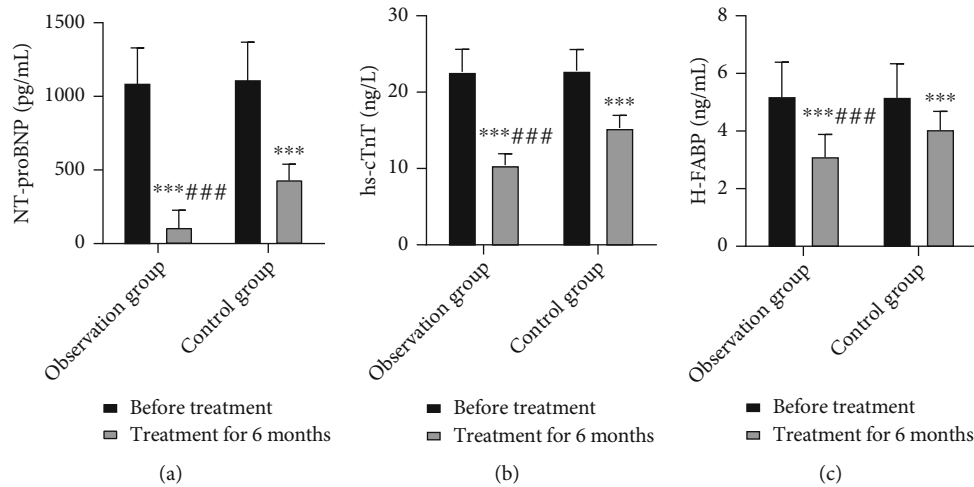 NT-proBNP (pg/mL)
1500
1000
500
0
***###
***
Observation group
Control group
Before treatment
Treatment for 6 months
(a)
hs-cTnT (ng/L)
30
20
10
0
***###
***
Observation group
Control group
Before treatment
Treatment for 6 months
(b)
H-FABP (ng/mL)
8
6
4
2
0
***###
***
Observation group
Control group
Before treatment
Treatment for 6 months
(c)